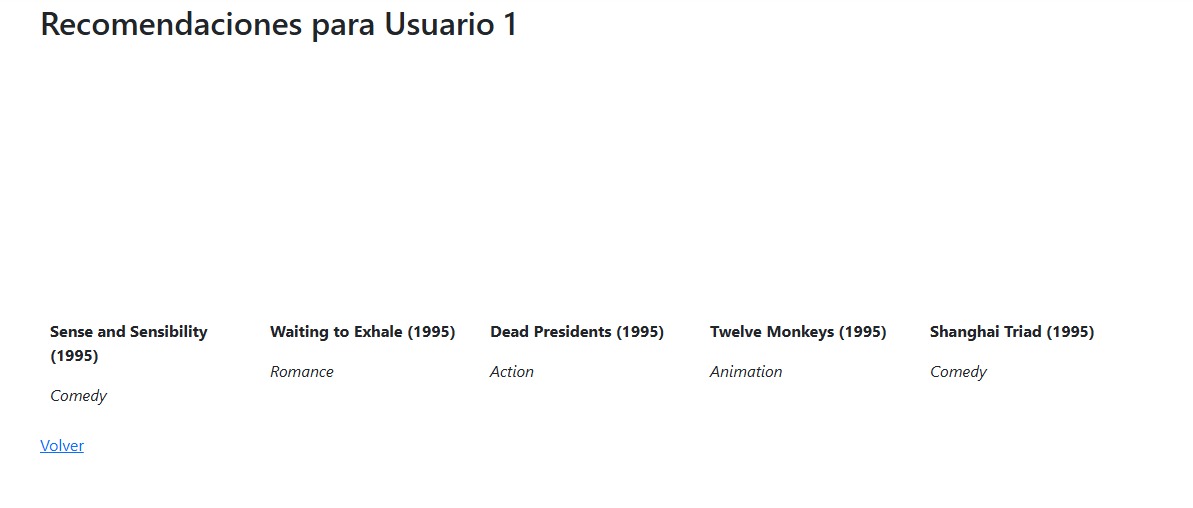 Recomendaciones para Usuario 1
Sense and Sensibility
(1995)
Comedy
Waiting to Exhale (1995)
Romance
Dead Presidents (1995)
Action
Twelve Monkeys (1995)
Animation
Shanghai Triad (1995)
Comedy
Volver